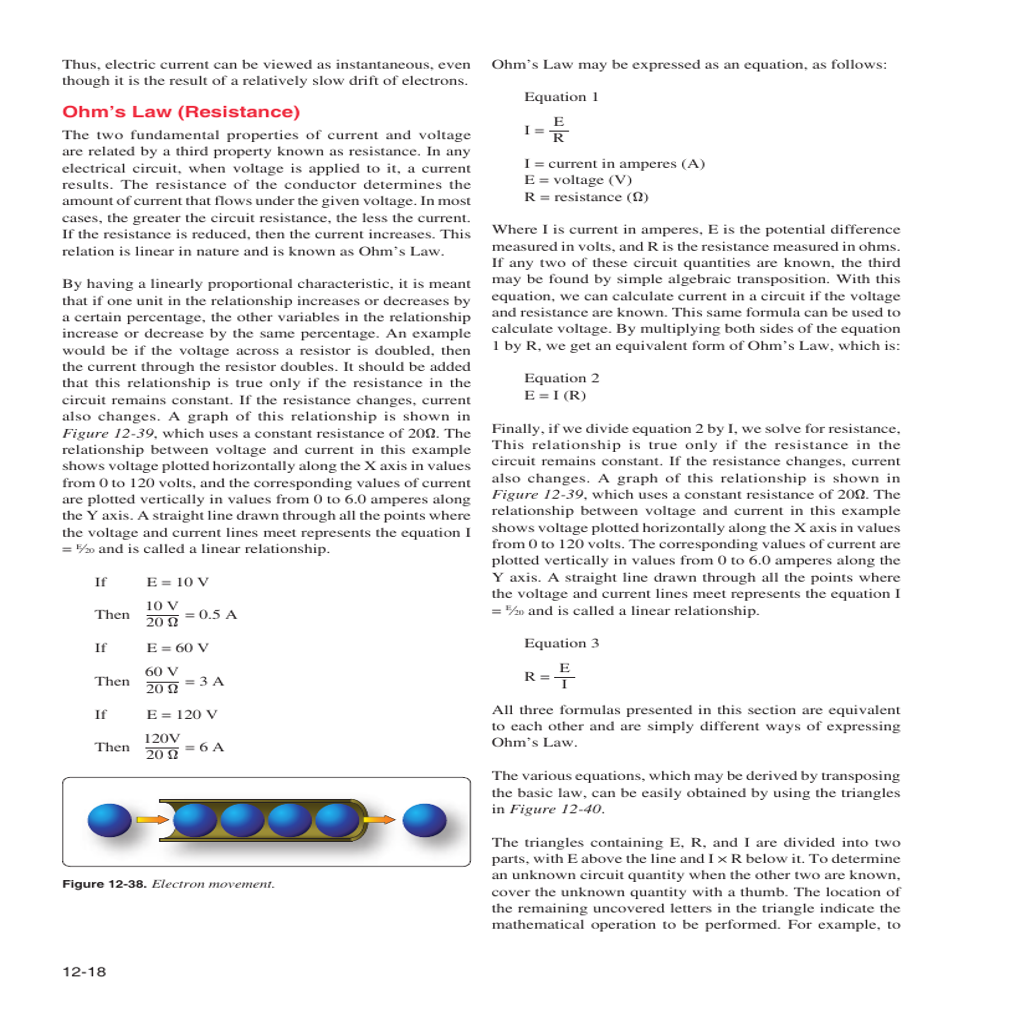 Thus, electric current can be viewed as instantaneous, even
though it is the result of a relatively slow drift of electrons.
Ohm’s Law (Resistance)
The two fundamental properties of current and voltage
are related by a third property known as resistance. In any
electrical circuit, when voltage is applied to it, a current
results. The resistance of the conductor determines the
amount of current that flows under the given voltage. In most
cases, the greater the circuit resistance, the less the current.
If the resistance is reduced, then the current increases. This
relation is linear in nature and is known as Ohm’s Law.
By having a linearly proportional characteristic, it is meant
that if one unit in the relationship increases or decreases by
a certain percentage, the other variables in the relationship
increase or decrease by the same percentage. An example
would be if the voltage across a resistor is doubled, then
the current through the resistor doubles. It should be added
that this relationship is true only if the resistance in the
circuit remains constant. If the resistance changes, current
also changes. A graph of this relationship is shown in
Figure 12-39, which uses a constant resistance of 20Ω. The
relationship between voltage and current in this example
shows voltage plotted horizontally along the X axis in values
from 0 to 120 volts, and the corresponding values of current
are plotted vertically in values from 0 to 6.0 amperes along
the Y axis. A straight line drawn through all the points where
the voltage and current lines meet represents the equation I
= E⁄20 and is called a linear relationship.
If E = 10 V
Then 10 V
20 Ω = 0.5 A
If E = 60 V
Then 60 V
20 Ω = 3 A
If E = 120 V
Then 120V
20 Ω = 6 A
Figure 12-38. Electron movement.
Ohm’s Law may be expressed as an equation, as follows:
Equation 1
I = E
R
I = current in amperes (A)
E = voltage (V)
R = resistance (Ω)
Where I is current in amperes, E is the potential difference
measured in volts, and R is the resistance measured in ohms.
If any two of these circuit quantities are known, the third
may be found by simple algebraic transposition. With this
equation, we can calculate current in a circuit if the voltage
and resistance are known. This same formula can be used to
calculate voltage. By multiplying both sides of the equation
1 by R, we get an equivalent form of Ohm’s Law, which is:
Equation 2
E = I (R)
Finally, if we divide equation 2 by I, we solve for resistance,
This relationship is true only if the resistance in the
circuit remains constant. If the resistance changes, current
also changes. A graph of this relationship is shown in
Figure 12-39, which uses a constant resistance of 20Ω. The
relationship between voltage and current in this example
shows voltage plotted horizontally along the X axis in values
from 0 to 120 volts. The corresponding values of current are
plotted vertically in values from 0 to 6.0 amperes along the
Y axis. A straight line drawn through all the points where
the voltage and current lines meet represents the equation I
= E⁄20 and is called a linear relationship.
Equation 3
R = E
I
All three formulas presented in this section are equivalent
to each other and are simply different ways of expressing
Ohm’s Law.
The various equations, which may be derived by transposing
the basic law, can be easily obtained by using the triangles
in Figure 12-40.
The triangles containing E, R, and I are divided into two
parts, with E above the line and I × R below it. To determine
an unknown circuit quantity when the other two are known,
cover the unknown quantity with a thumb. The location of
the remaining uncovered letters in the triangle indicate the
mathematical operation to be performed. For example, to
12-18